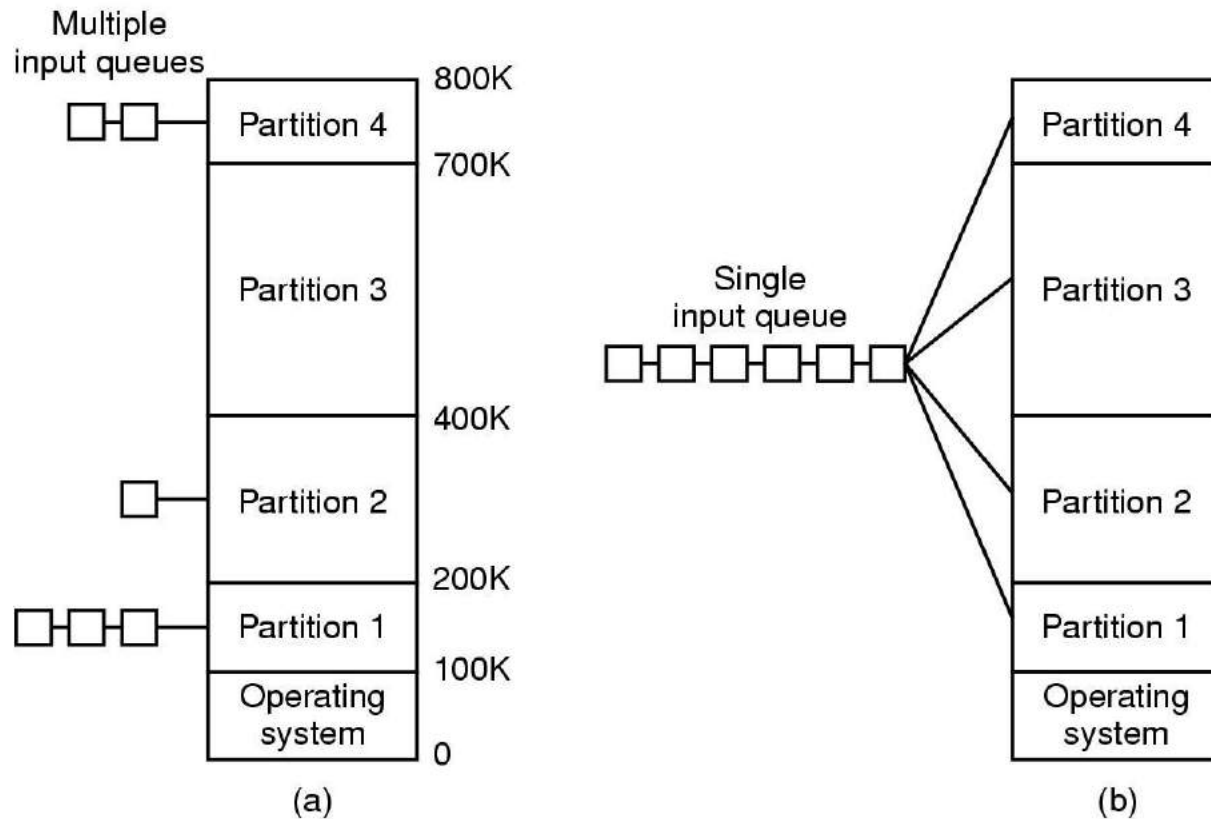 Multiple
input queues
800K
Partition 4
700K
Partition 3
400K
Partition 2
200K
Partition 1
100K
Operating
system
0
(a)
Single
input queue
Partition 4
Partition 3
Partition 2
Partition 1
Operating
system
(b)